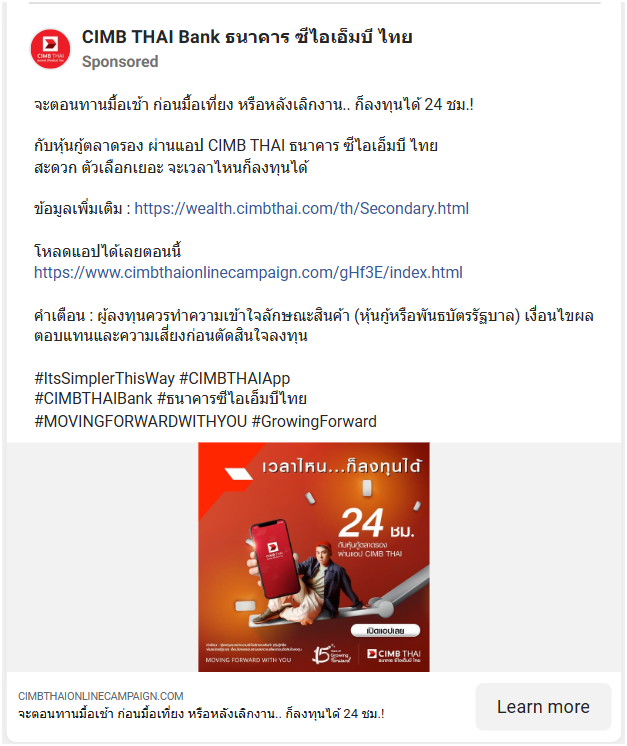 CIMB THAI Bank ธนาคาร ซีไอเอ็มบี ไทย
Sponsored
จะตอนทานมื้อเช้า ก่อนมื้อเที่ยง หรือหลังเลิกงาน.. ก็ลงทุนได้ 24 ชม.!
กับหุ้นกู้ตลาดรอง ผ่านแอป CIMB THAI ธนาคาร ซีไอเอ็มบี ไทย
สะดวก ตัวเลือกเยอะ จะเวลาไหนก็ลงทุนได้
ข้อมูลเพิ่มเติม : https://wealth.cimbthai.com/th/Secondary.html
โหลดแอปได้เลยตอนนี้
https://www.cimbthaionlinecampaign.com/gHf3E/index.html
คำเตือน : ผู้ลงทุนควรทำความเข้าใจลักษณะสินค้า (หุ้นกู้หรือพันธบัตรรัฐบาล) เงื่อนไขผล
ตอบแทนและความเสี่ยงก่อนตัดสินใจลงทุน
#ItsSimplerThisWay #CIMBTHAIApp
#CIMBTHAIBank #ธนาคารซีไอเอ็มบีไทย
#MOVINGFORWARDWITHYOU #GrowingForward
เวลาไหน...ก็ลงทุนได้
24 ชม.
กับหุ้นกู้ตลาดรอง
ผ่านแอป CIMB THAI
CIMB THAI
เปิดแอปเลย
MOVING FORWARD WITH YOU
15 Years of Growing Forward
CIMB THAI
ธนาคาร ซีไอเอ็มบี ไทย
CIMBTHAIONLINECAMPAIGN.COM
จะตอนทานมื้อเช้า ก่อนมื้อเที่ยง หรือหลังเลิกงาน.. ก็ลงทุนได้ 24 ชม.!
Learn more